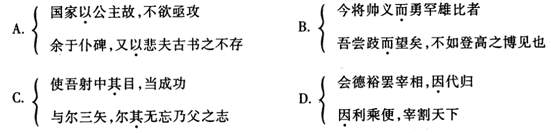 A. 国家以公主故,不欲亟攻
余于仆碑,又以悲夫古书之不存
B. 今将帅义而勇罕雄比者
吾尝跂而望矣,不如登高之博见也
C. 使吾射中其目,当成功
与尔三矢,尔其无忘乃父之志
D. 会德裕罢宰相,因代归
因利乘便,宰割天下